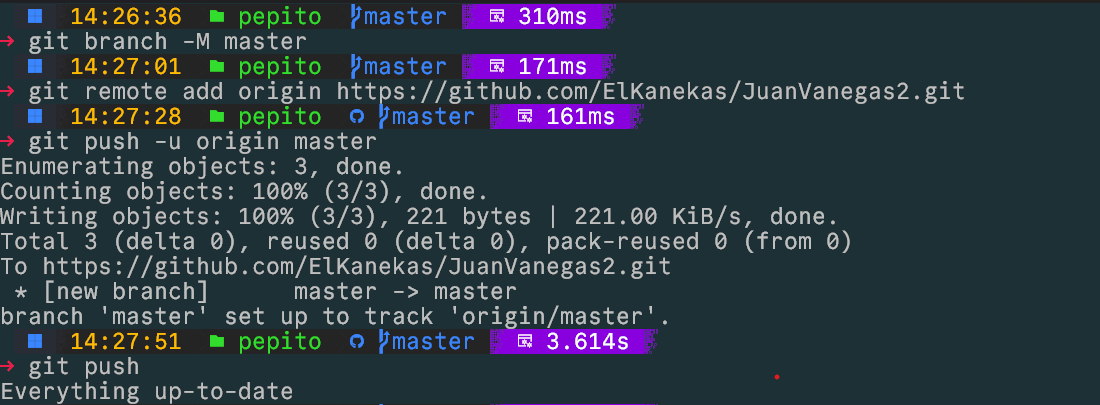 14:26:36 pepito master 310ms
→ git branch -M master
14:27:01 pepito master 171ms
→ git remote add origin https://github.com/ElKanekas/JuanVanegas2.git
14:27:28 pepito master 161ms
→ git push -u origin master
Enumerating objects: 3, done.
Counting objects: 100% (3/3), done.
Writing objects: 100% (3/3), 221 bytes | 221.00 KiB/s, done.
Total 3 (delta 0), reused 0 (delta 0), pack-reused 0 (from 0)
To https://github.com/ElKanekas/JuanVanegas2.git
 * [new branch]      master -> master
branch 'master' set up to track 'origin/master'.
14:27:51 pepito master 3.614s
→ git push
Everything up-to-date